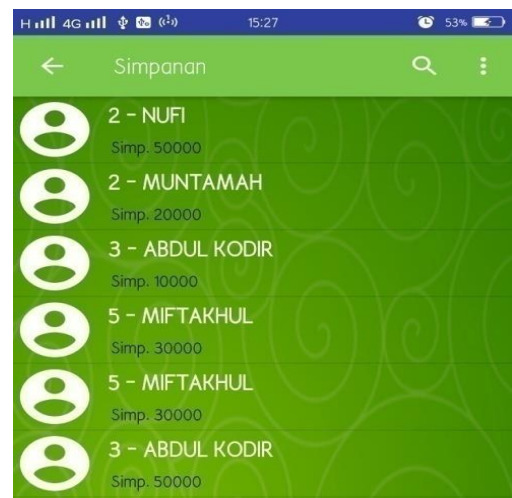 H 4G 15:27 53%
Simpanan
2 - NUFI
Simp. 50000
2 - MUNTAMAH
Simp. 20000
3 - ABDUL KODIR
Simp. 10000
5 - MIFTAKHUL
Simp. 30000
5 - MIFTAKHUL
Simp. 30000
3 - ABDUL KODIR
Simp. 50000